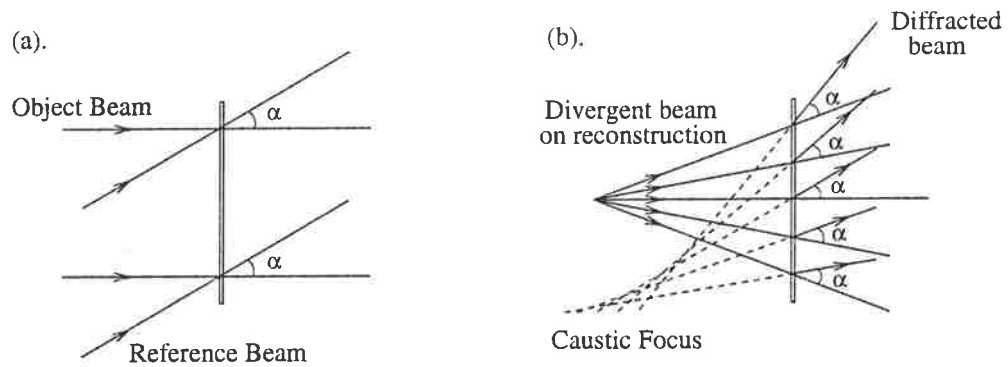 (a).
Object Beam
α
α
Reference Beam
(b).
Diffracted
beam
Divergent beam
on reconstruction
α
α
α
α
α
Caustic Focus